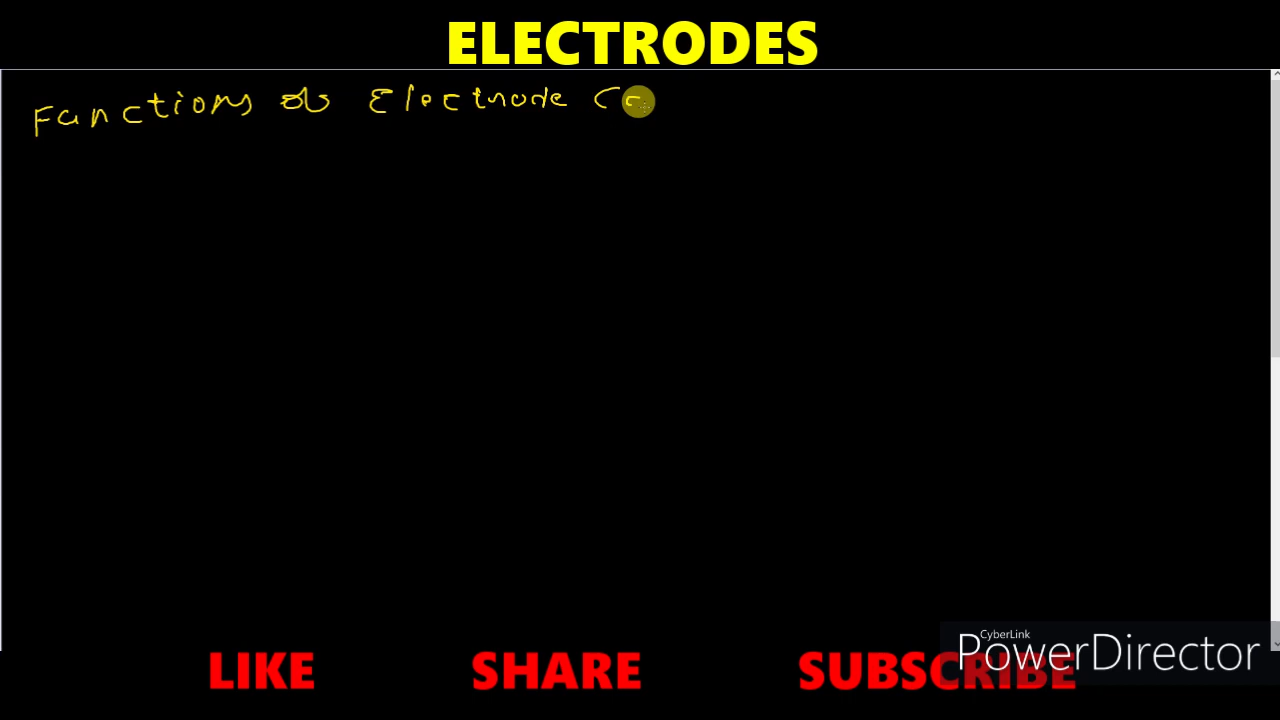 ELECTRODES
Functions of Electrode
LIKE SHARE SUBSCRIBE
CyberLink
PowerDirector